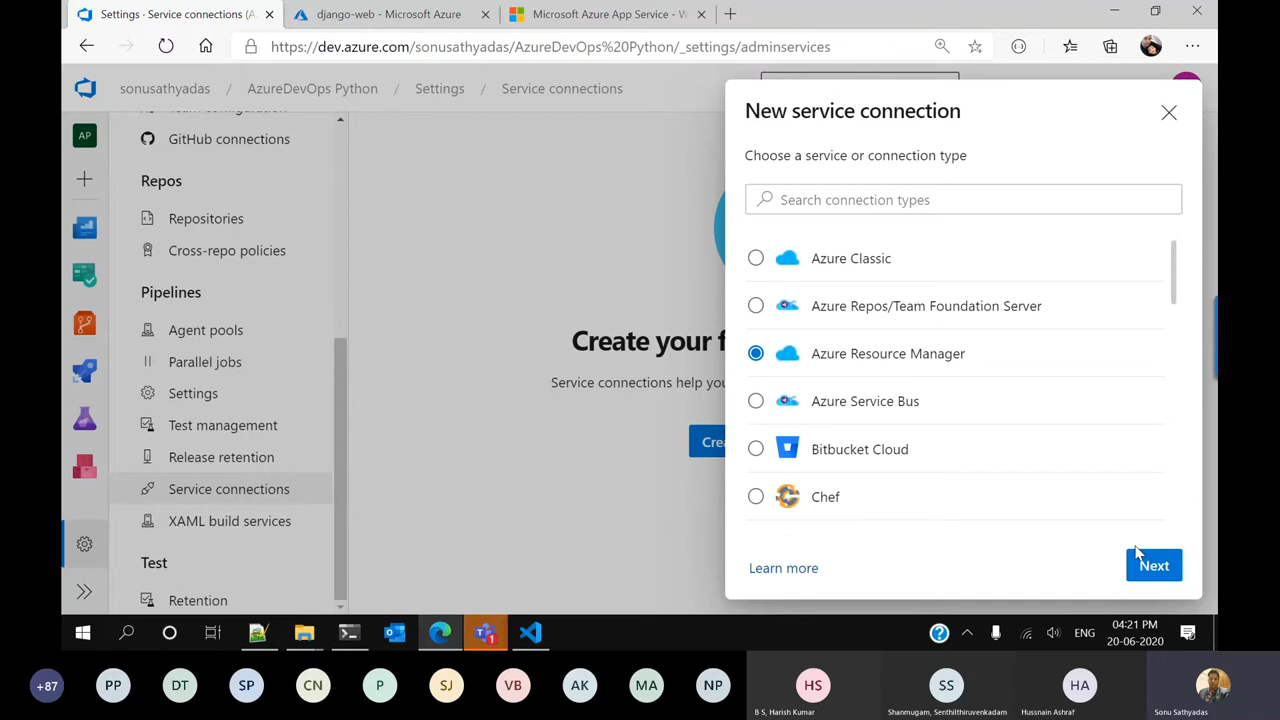 Settings · Service connections (A
django-web - Microsoft Azure
Microsoft Azure App Service - W
https://dev.azure.com/sonusathyadas/AzureDevOps%20Python/_settings/adminservices
sonusathyadas / AzureDevOps Python / Settings / Service connections
AP
GitHub connections
Repos
Repositories
Cross-repo policies
Pipelines
Agent pools
Parallel jobs
Settings
Test management
Release retention
Service connections
XAML build services
Test
Retention
Create your f
Service connections help you
Crea
New service connection
Choose a service or connection type
Search connection types
Azure Classic
Azure Repos/Team Foundation Server
Azure Resource Manager
Azure Service Bus
Bitbucket Cloud
Chef
Learn more
Next
1
ENG
04:21 PM
20-06-2020
+87
PP
DT
SP
CN
P
SJ
VB
AK
MA
NP
HS
B S, Harish Kumar
SS
Shanmugam, Senthilthiruvenkadam
HA
Hussnain Ashraf
Sonu Sathyadas